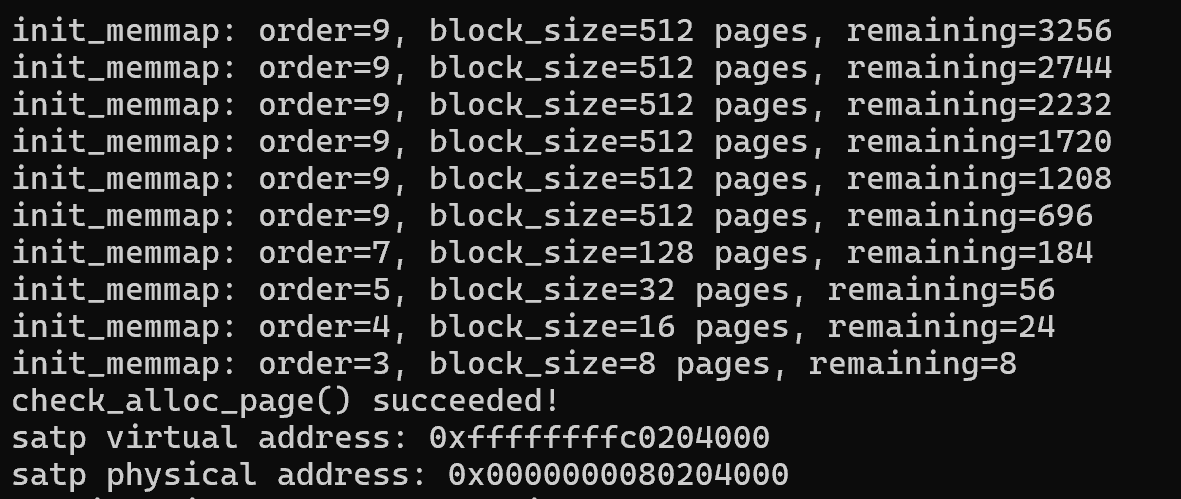 init_memmap: order=9, block_size=512 pages, remaining=3256
init_memmap: order=9, block_size=512 pages, remaining=2744
init_memmap: order=9, block_size=512 pages, remaining=2232
init_memmap: order=9, block_size=512 pages, remaining=1720
init_memmap: order=9, block_size=512 pages, remaining=1208
init_memmap: order=9, block_size=512 pages, remaining=696
init_memmap: order=7, block_size=128 pages, remaining=184
init_memmap: order=5, block_size=32 pages, remaining=56
init_memmap: order=4, block_size=16 pages, remaining=24
init_memmap: order=3, block_size=8 pages, remaining=8
check_alloc_page() succeeded!
satp virtual address: 0xffffffffc0204000
satp physical address: 0x0000000080204000